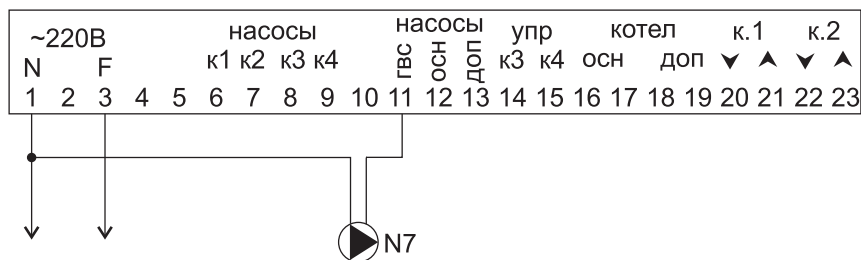 ~220В насосы насосы упр котел к.1 к.2
N F к1 к2 к3 к4 гвс осн доп к3 к4 осн доп
1 2 3 4 5 6 7 8 9 10 11 12 13 14 15 16 17 18 19 20 21 22 23
N7